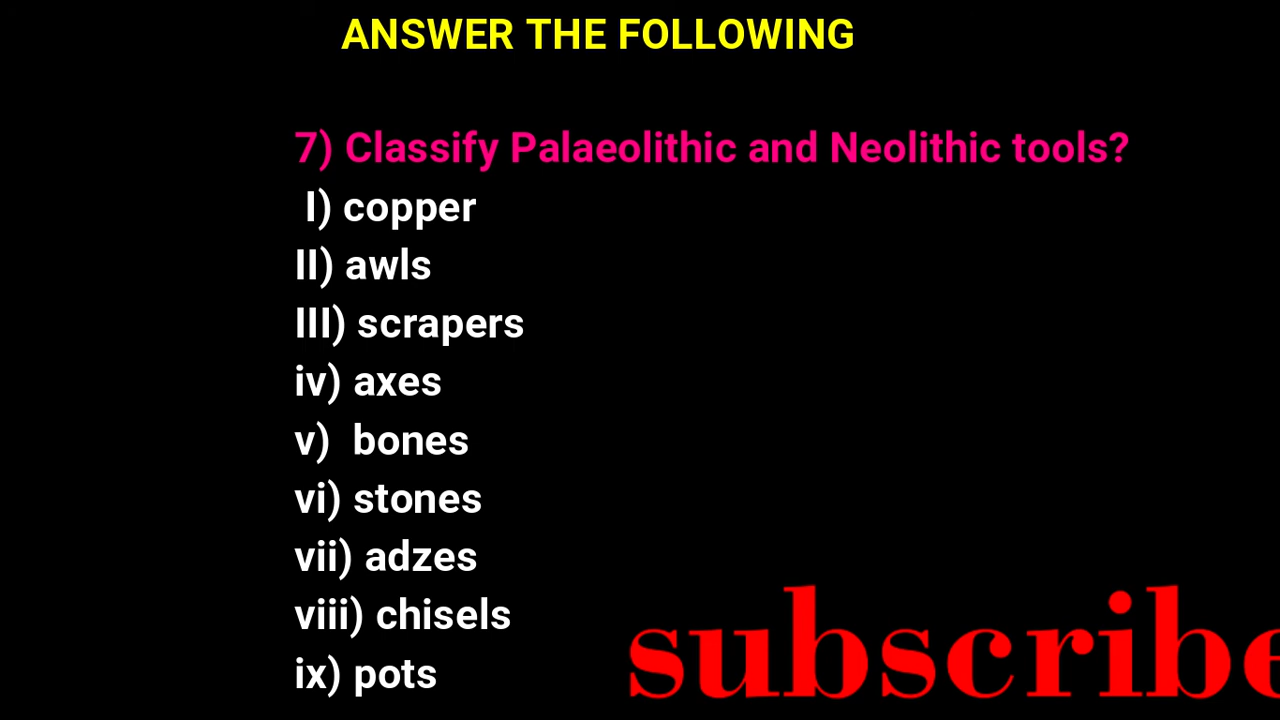 ANSWER THE FOLLOWING
7) Classify Palaeolithic and Neolithic tools?
I) copper
II) awls
III) scrapers
iv) axes
v) bones
vi) stones
vii) adzes
viii) chisels
ix) pots
subscribe